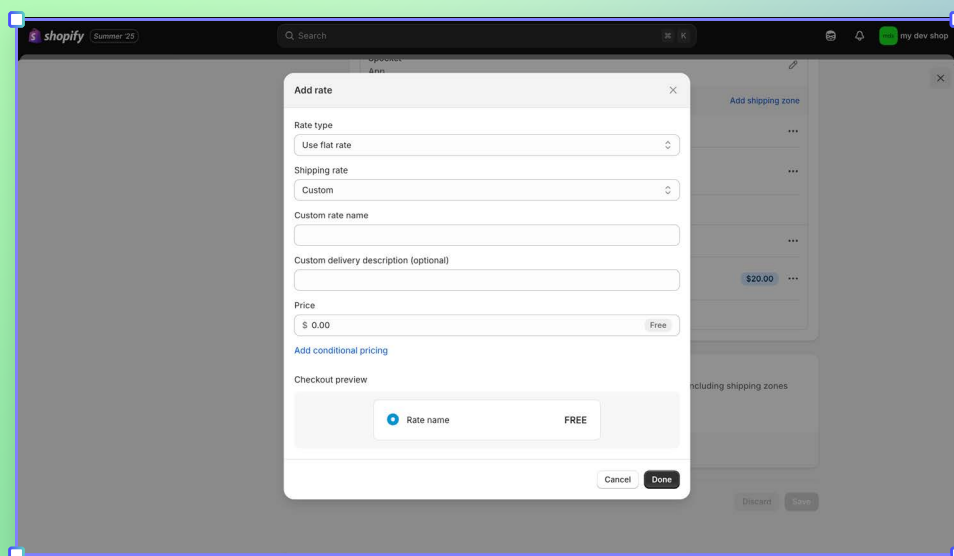 shopify Summer '25
Search ⌘ K
my dev shop
App
Add rate
Add shipping zone
Rate type
Use flat rate
Shipping rate
Custom
Custom rate name
Custom delivery description (optional)
$20.00
Price
$ 0.00 Free
Add conditional pricing
Checkout preview
ncluding shipping zones
Rate name FREE
Cancel Done
Discard Save